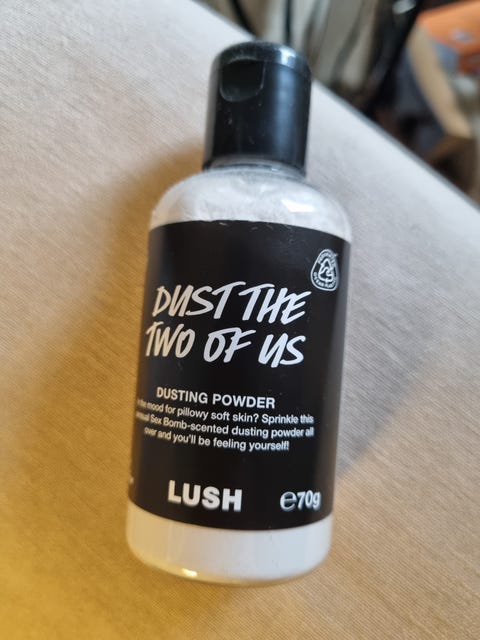 DUST THE
TWO OF US
DUSTING POWDER
the mood for pillowy soft skin? Sprinkle this
Sex Bomb-scented dusting powder all
over and you'll be feeling yourself!
LUSH
℮70g